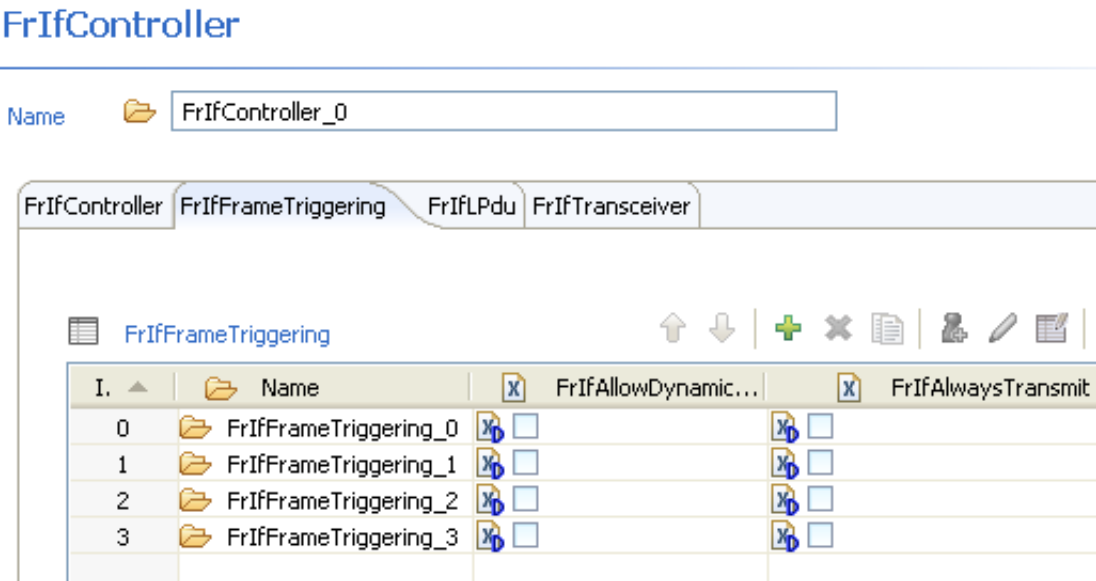 FrIfController
Name FrIfController_0
FrIfController FrIfFrameTriggering FrIfLPdu FrIfTransceiver
FrIfFrameTriggering
I. Name FrIfAllowDynamic... FrIfAlwaysTransmit
0 FrIfFrameTriggering_0
1 FrIfFrameTriggering_1
2 FrIfFrameTriggering_2
3 FrIfFrameTriggering_3